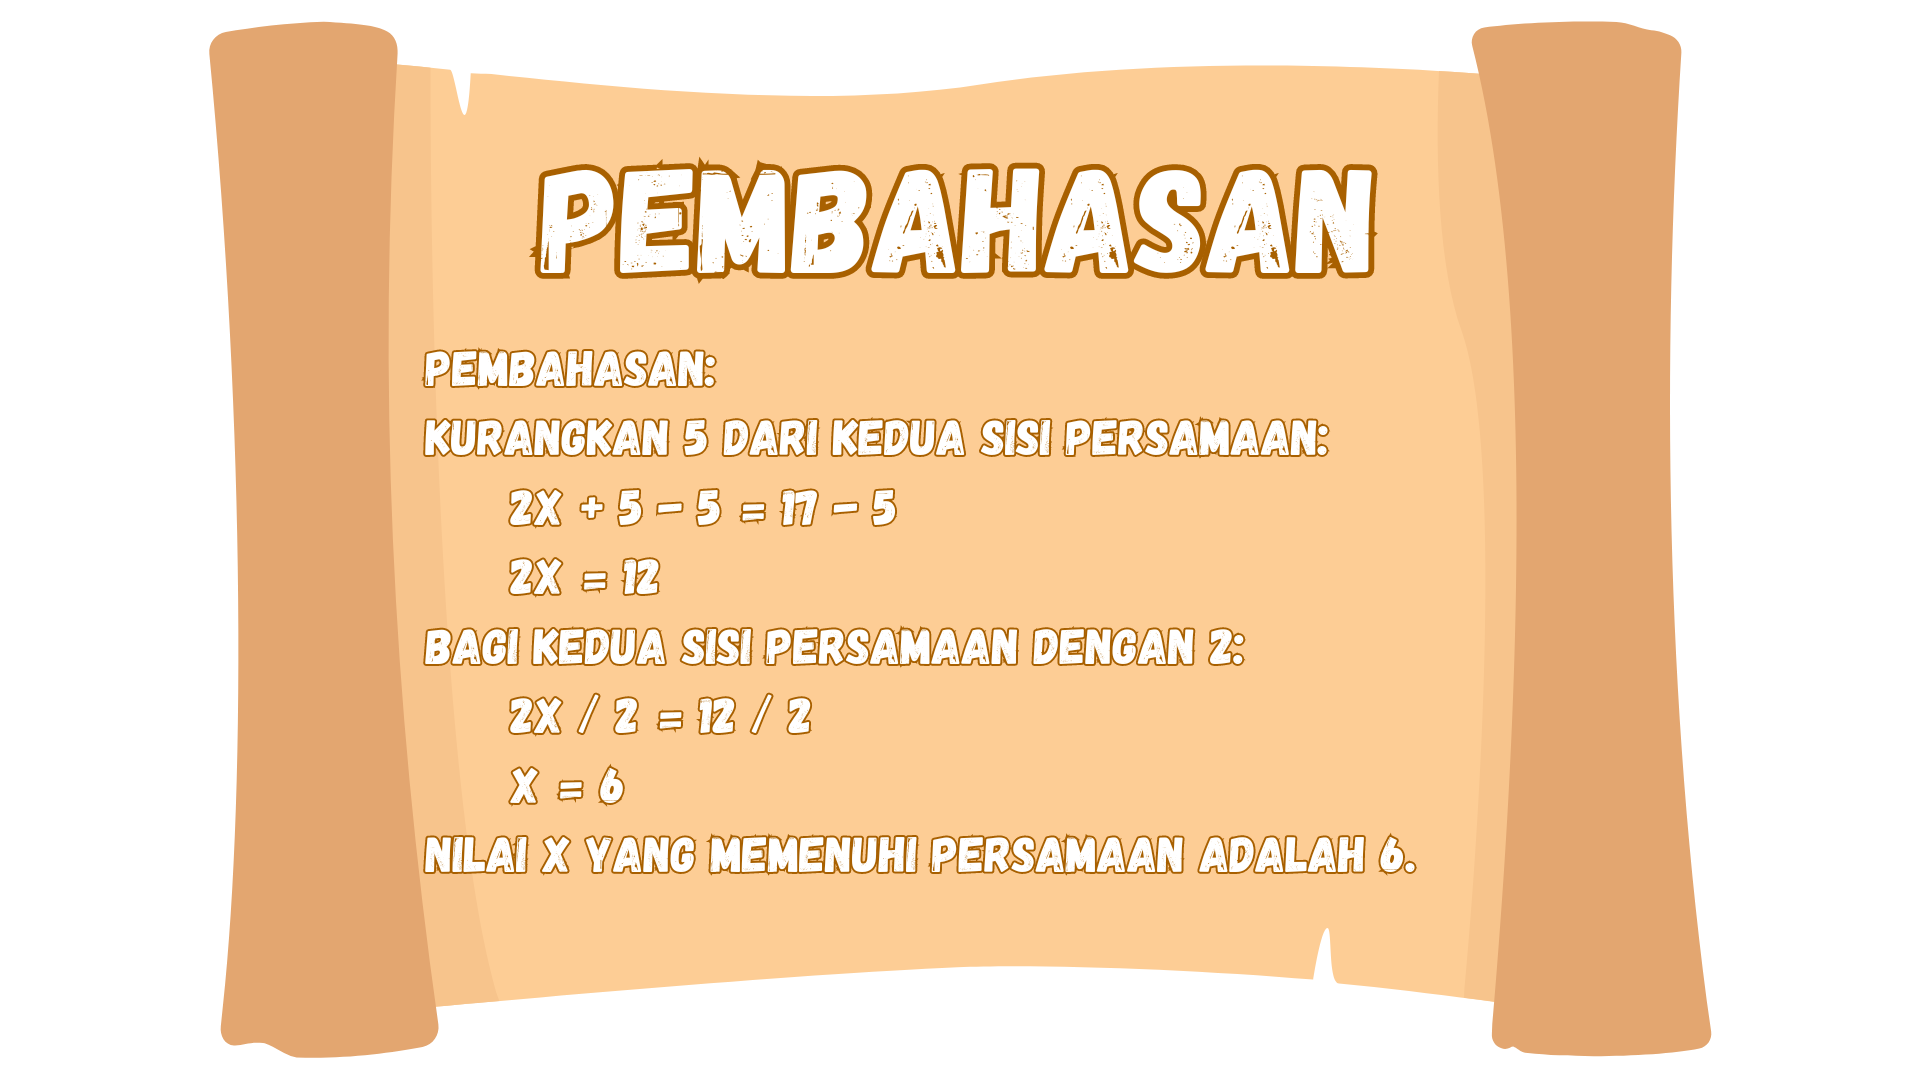 PEMBAHASAN
PEMBAHASAN:
KURANGKAN 5 DARI KEDUA SISI PERSAMAAN:
2X + 5 - 5 = 17 - 5
2X = 12
BAGI KEDUA SISI PERSAMAAN DENGAN 2:
2X / 2 = 12 / 2
X = 6
NILAI X YANG MEMENUHI PERSAMAAN ADALAH 6.